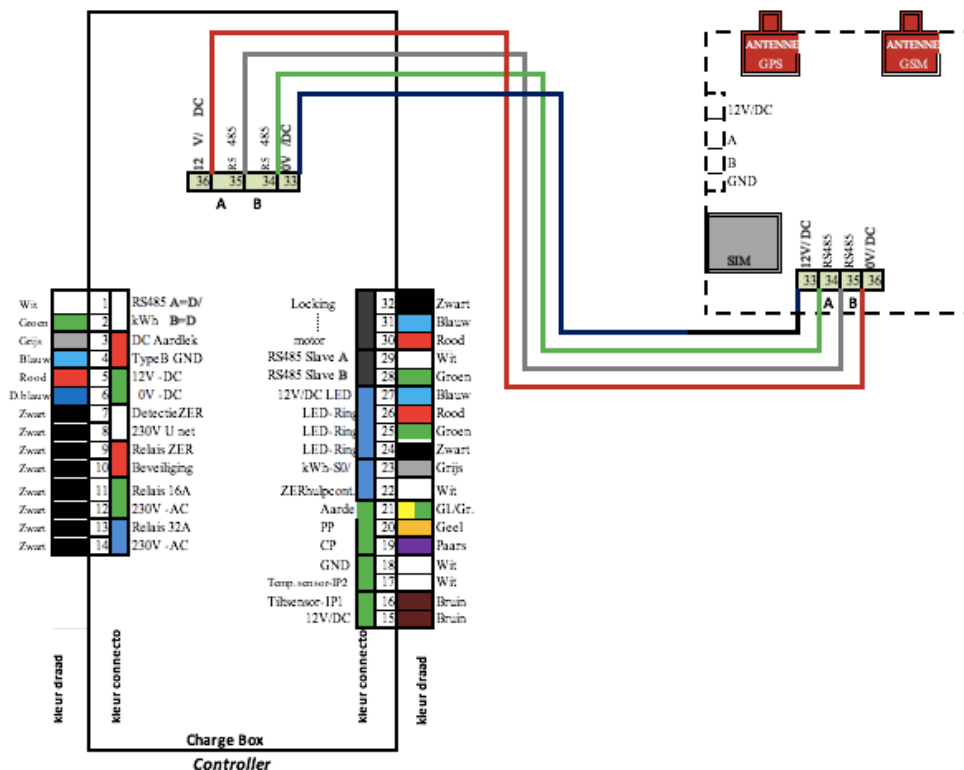 ANTENNE
GPS
ANTENNE
GSM
12V/DC
A
B
GND
SIM
12V/DC
RS485
RS485
0V/DC
33
34
35
36
A B
12 V/ DC
RS 485
RS 485
0V /DC
36
35
34
33
A B
Wit 1 RS485 A=D/
Groen 2 kWh B=D
Grijs 3 DC Aardlek
Blauw 4 TypeB GND
Rood 5 12V -DC
D.blauw 6 0V -DC
Zwart 7 DetectieZER
Zwart 8 230V U net
Zwart 9 Relais ZER
Zwart 10 Beveiliging
Zwart 11 Relais 16A
Zwart 12 230V -AC
Zwart 13 Relais 32A
Zwart 14 230V -AC
Locking 32 Zwart
31 Blauw
motor 30 Rood
RS485 Slave A 29 Wit
RS485 Slave B 28 Groen
12V/DC LED 27 Blauw
LED-Ring 26 Rood
LED-Ring 25 Groen
LED-Ring 24 Zwart
kWh-S0/ 23 Grijs
ZERhulpcont. 22 Wit
Aarde 21 GL/Gr.
PP 20 Geel
CP 19 Paars
GND 18 Wit
Temp.sensor-IP2 17 Wit
Tiltsensor-IP1 16 Bruin
12V/DC 15 Bruin
kleur draad
kleur connecto
kleur connecto
kleur draad
Charge Box
Controller